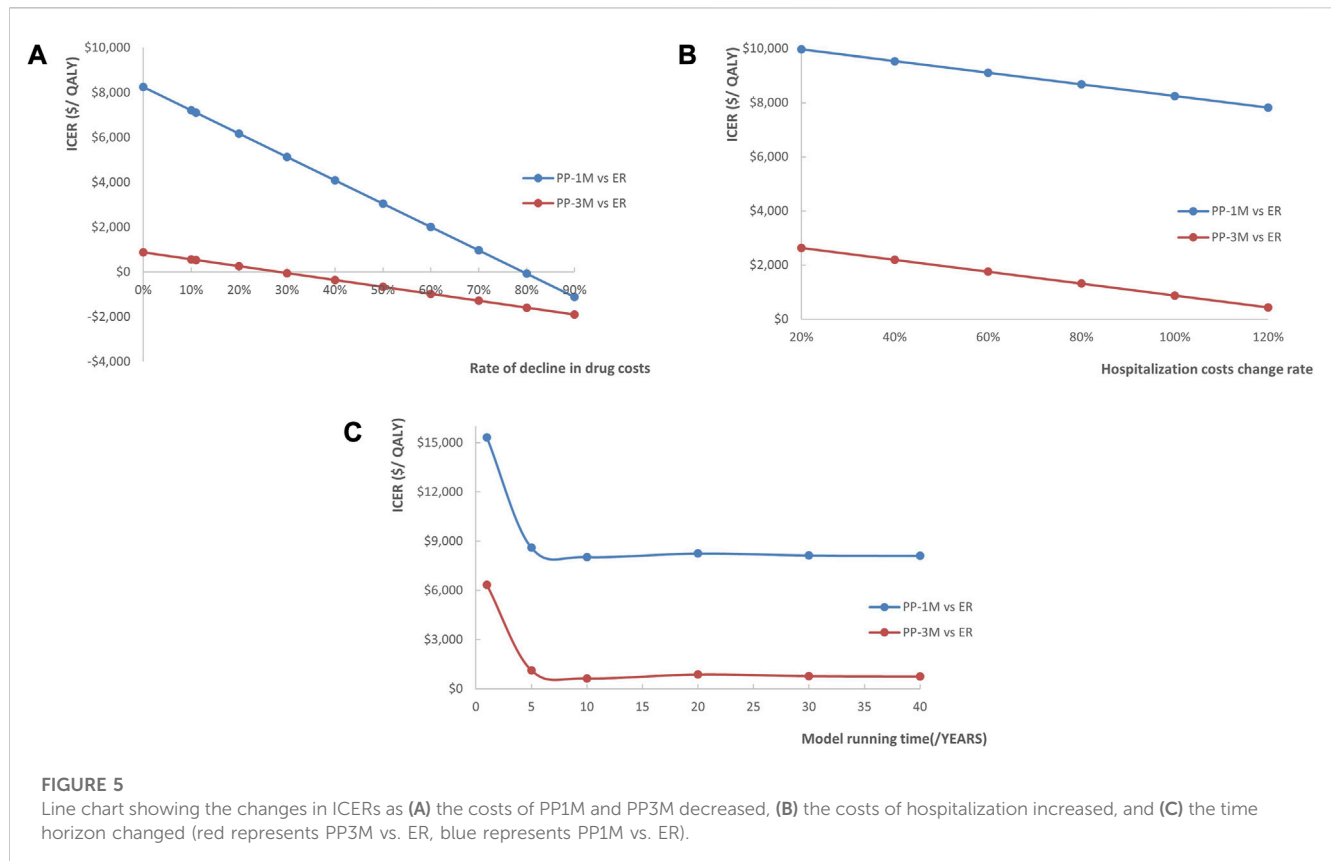 A
ICER ($/ QALY)
$10,000
$8,000
$6,000
$4,000
$2,000
$0
-$2,000
-$4,000
0% 10% 20% 30% 40% 50% 60% 70% 80% 90%
PP-1M vs ER
PP-3M vs ER
Rate of decline in drug costs
B
ICER ($/ QALY)
$10,000
$8,000
$6,000
$4,000
$2,000
$0
20% 40% 60% 80% 100% 120%
PP-1M vs ER
PP-3M vs ER
Hospitalization costs change rate
C
ICER ($/ QALY)
$15,000
$12,000
$9,000
$6,000
$3,000
$0
0 5 10 15 20 25 30 35 40
PP-1M vs ER
PP-3M vs ER
Model running time(/YEARS)
FIGURE 5
Line chart showing the changes in ICERs as (A) the costs of PP1M and PP3M decreased, (B) the costs of hospitalization increased, and (C) the time
horizon changed (red represents PP3M vs. ER, blue represents PP1M vs. ER).